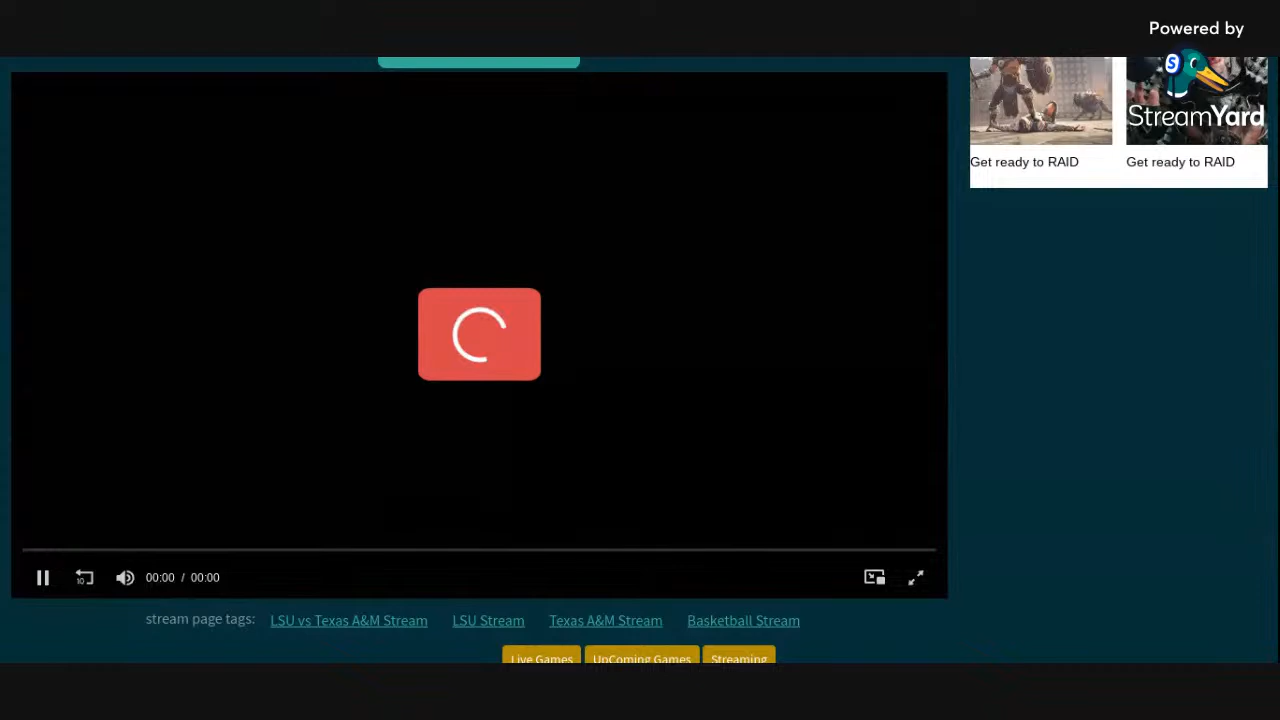 Powered by
StreamYard
Get ready to RAID
Get ready to RAID
10
00:00 / 00:00
stream page tags: LSU vs Texas A&M Stream LSU Stream Texas A&M Stream Basketball Stream
Live Games UpComing Games Streaming